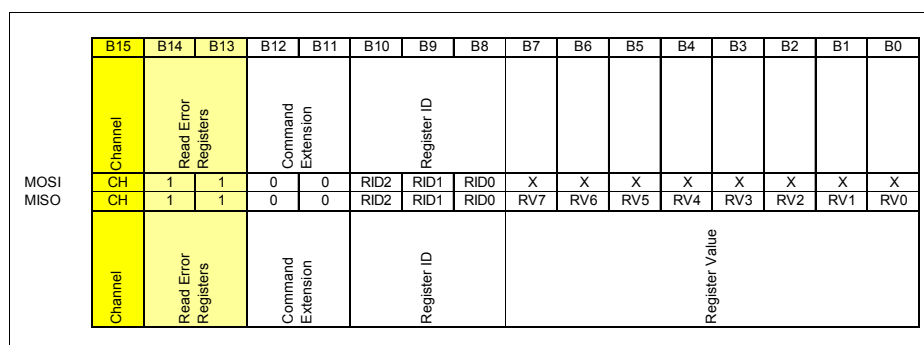 B15 B14 B13 B12 B11 B10 B9 B8 B7 B6 B5 B4 B3 B2 B1 B0
Channel
Read Error
Registers
Command
Extension
Register ID
MOSI CH 1 1 0 0 RID2 RID1 RID0 X X X X X X X X
MISO CH 1 1 0 0 RID2 RID1 RID0 RV7 RV6 RV5 RV4 RV3 RV2 RV1 RV0
Channel
Read Error
Registers
Command
Extension
Register ID
Register Value